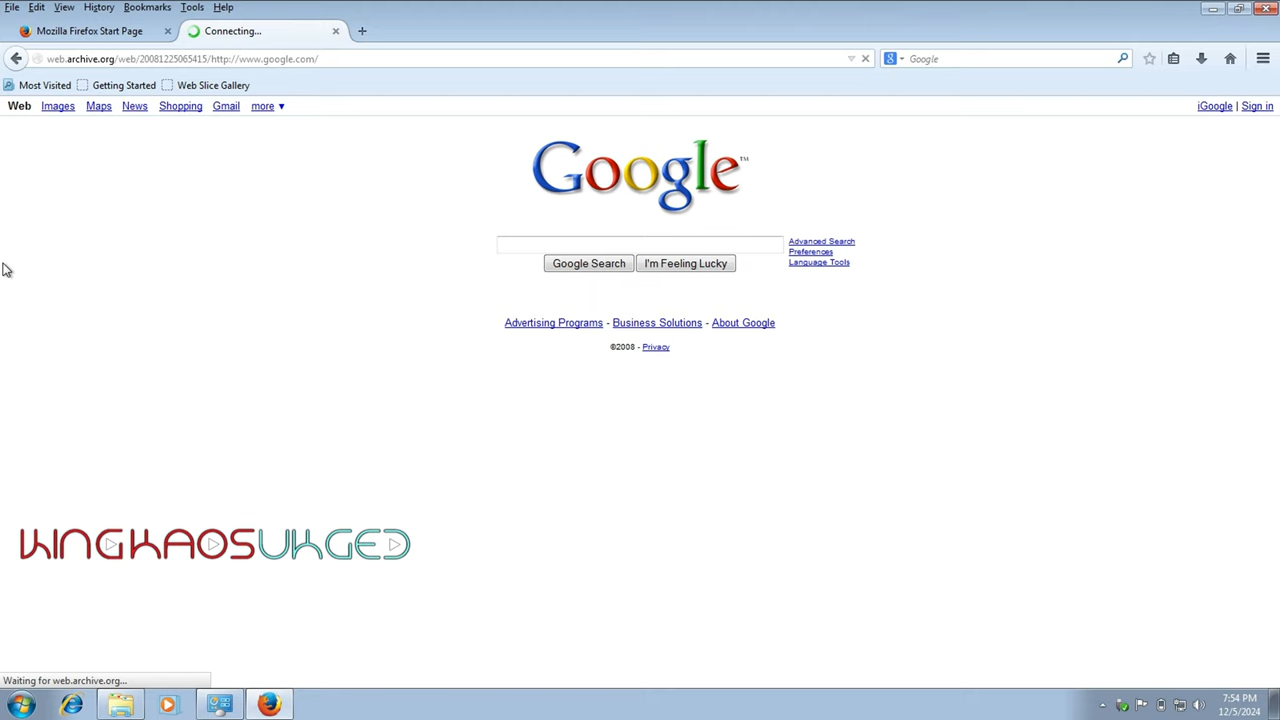 File Edit View History Bookmarks Tools Help
Mozilla Firefox Start Page
Connecting...
web.archive.org/web/20081225065415/http://www.google.com/
Google
Most Visited Getting Started Web Slice Gallery
Web Images Maps News Shopping Gmail more ▼
iGoogle | Sign in
Google™
Advanced Search
Preferences
Language Tools
Google Search I'm Feeling Lucky
Advertising Programs - Business Solutions - About Google
©2008 - Privacy
KINGKAOSUKGED
Waiting for web.archive.org...
7:54 PM
12/5/2024